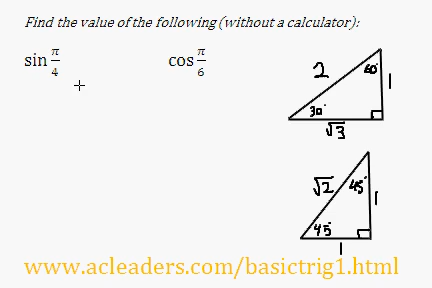 Find the value of the following (without a calculator):
sin π/4
cos π/6
2
60°
1
30°
√3
√2
45°
1
45°
1
www.acleaders.com/basictrig1.html